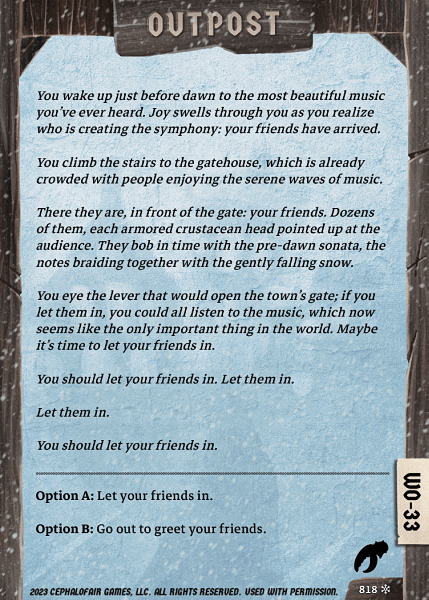 OUTPOST
You wake up just before dawn to the most beautiful music
you've ever heard. Joy swells through you as you realize
who is creating the symphony: your friends have arrived.
You climb the stairs to the gatehouse, which is already
crowded with people enjoying the serene waves of music.
There they are, in front of the gate: your friends. Dozens
of them, each armored crustacean head pointed up at the
audience. They bob in time with the pre-dawn sonata, the
notes braiding together with the gently falling snow.
You eye the lever that would open the town's gate; if you
let them in, you could all listen to the music, which now
seems like the only important thing in the world. Maybe
it's time to let your friends in.
You should let your friends in. Let them in.
Let them in.
You should let your friends in.
Option A: Let your friends in.
Option B: Go out to greet your friends.
WO-33
2023 CEPHALOFAIR GAMES, LLC. ALL RIGHTS RESERVED. USED WITH PERMISSION.
818